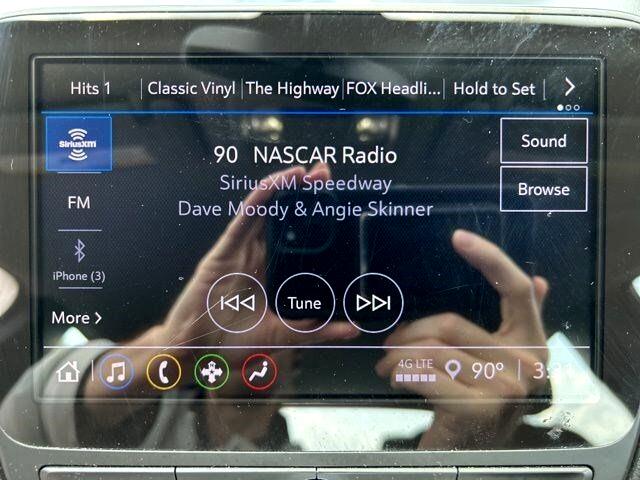 Hits 1 Classic Vinyl The Highway FOX Headli... Hold to Set >
SiriusXM
90 NASCAR Radio
Sound
SiriusXM Speedway
Browse
FM
Dave Moody & Angie Skinner
iPhone (3)
Tune
More >
4G LTE
90°